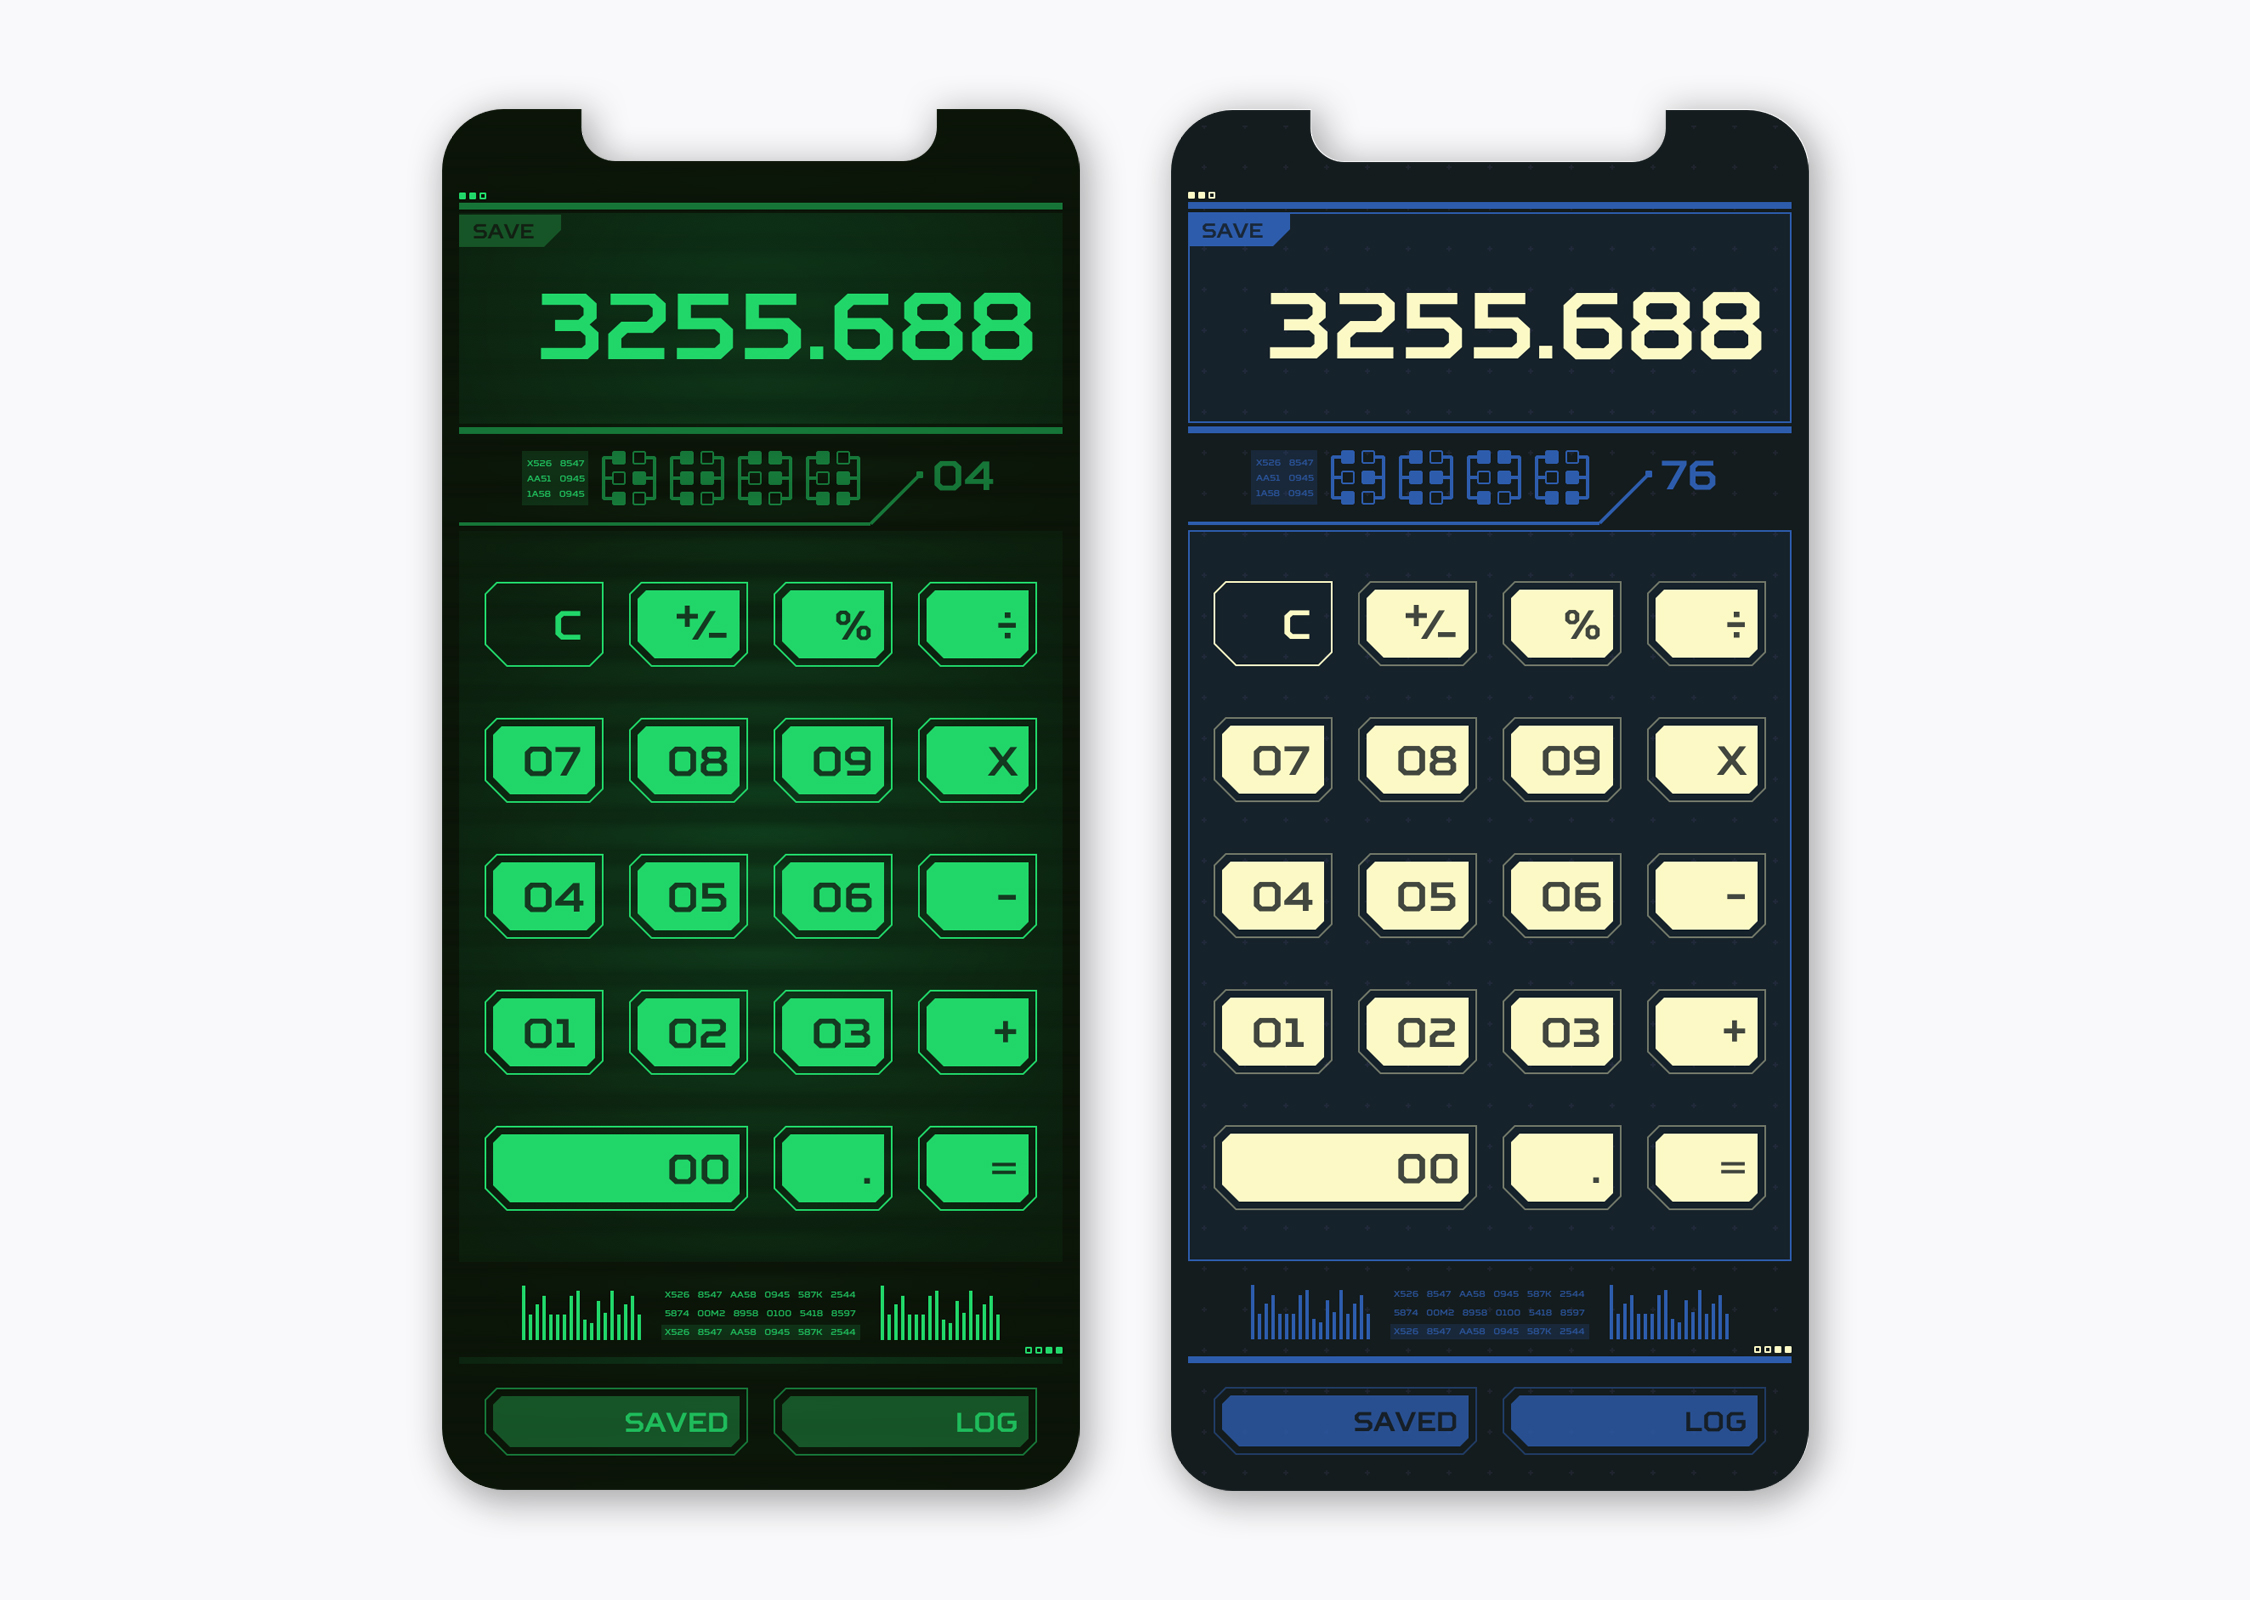 SAVE
3255.688
X526 8547
AA51 0945
1A58 0945
04
C +/- % ÷
07 08 09 X
04 05 06 -
01 02 03 +
00 . =
X526 8547 AA58 0945 587K 2544
5874 00M2 8958 0100 5418 8597
X526 8547 AA58 0945 587K 2544
SAVED LOG
SAVE
3255.688
X526 8547
AA51 0945
1A58 0945
76
C +/- % ÷
07 08 09 X
04 05 06 -
01 02 03 +
00 . =
X526 8547 AA58 0945 587K 2544
5874 00M2 8958 0100 5418 8597
X526 8547 AA58 0945 587K 2544
SAVED LOG